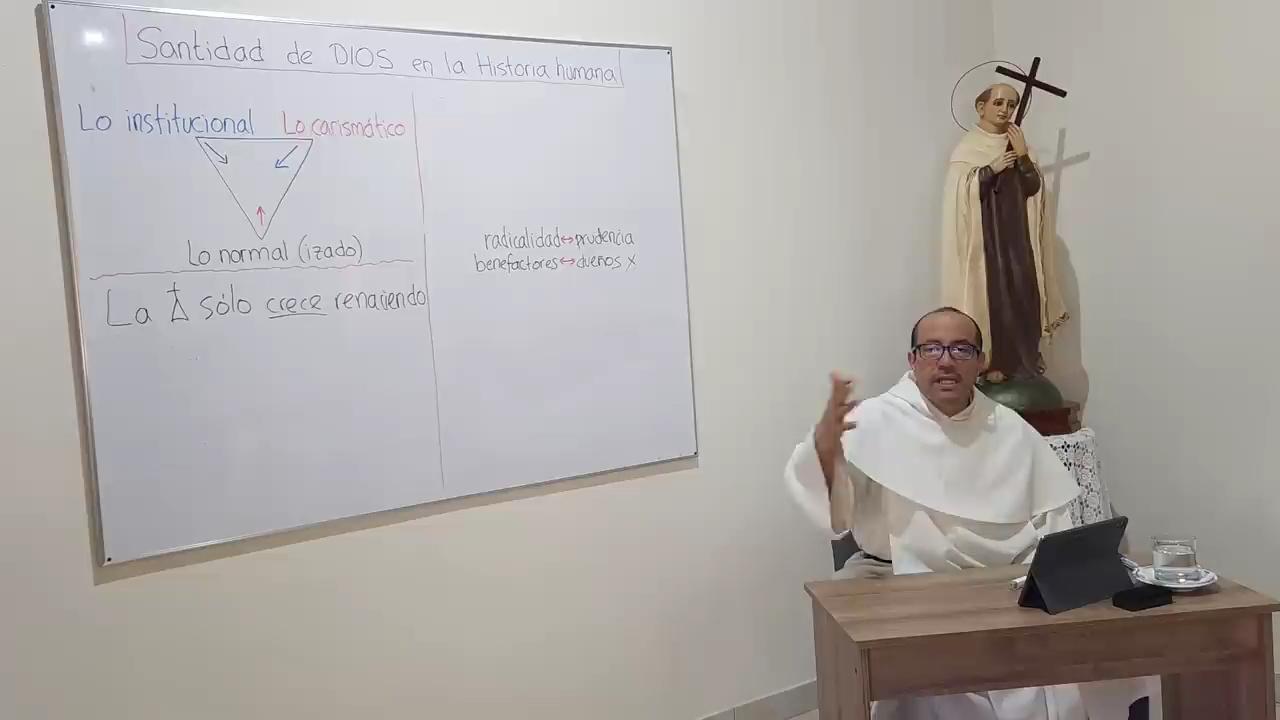 Santidad de DIOS en la Historia humana
Lo institucional Lo carismático
Lo normal (izado)
La sólo crece renaciendo
radicalidad↔prudencia
benefactores↔dueños x